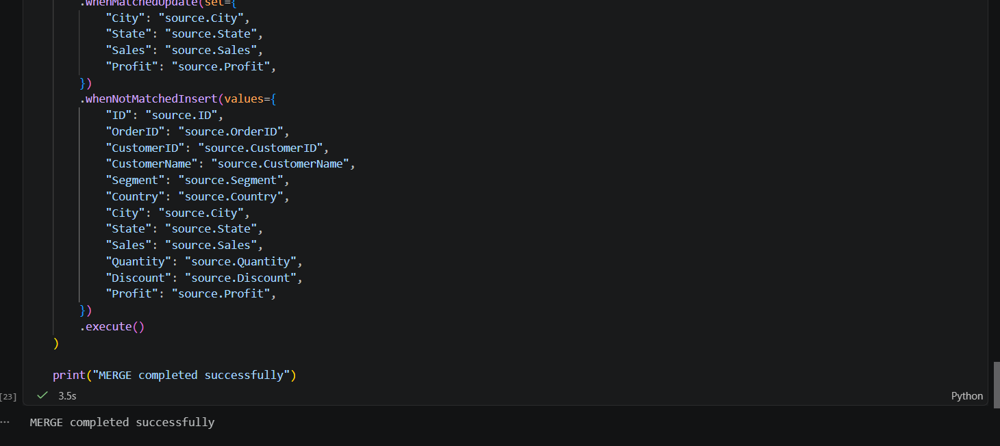 .whenMatchedUpdate(set={
"City": "source.City",
"State": "source.State",
"Sales": "source.Sales",
"Profit": "source.Profit",
})
.whenNotMatchedInsert(values={
"ID": "source.ID",
"OrderID": "source.OrderID",
"CustomerID": "source.CustomerID",
"CustomerName": "source.CustomerName",
"Segment": "source.Segment",
"Country": "source.Country",
"City": "source.City",
"State": "source.State",
"Sales": "source.Sales",
"Quantity": "source.Quantity",
"Discount": "source.Discount",
"Profit": "source.Profit",
})
.execute()
)
print("MERGE completed successfully")
[23] ✓ 3.5s Python
... MERGE completed successfully